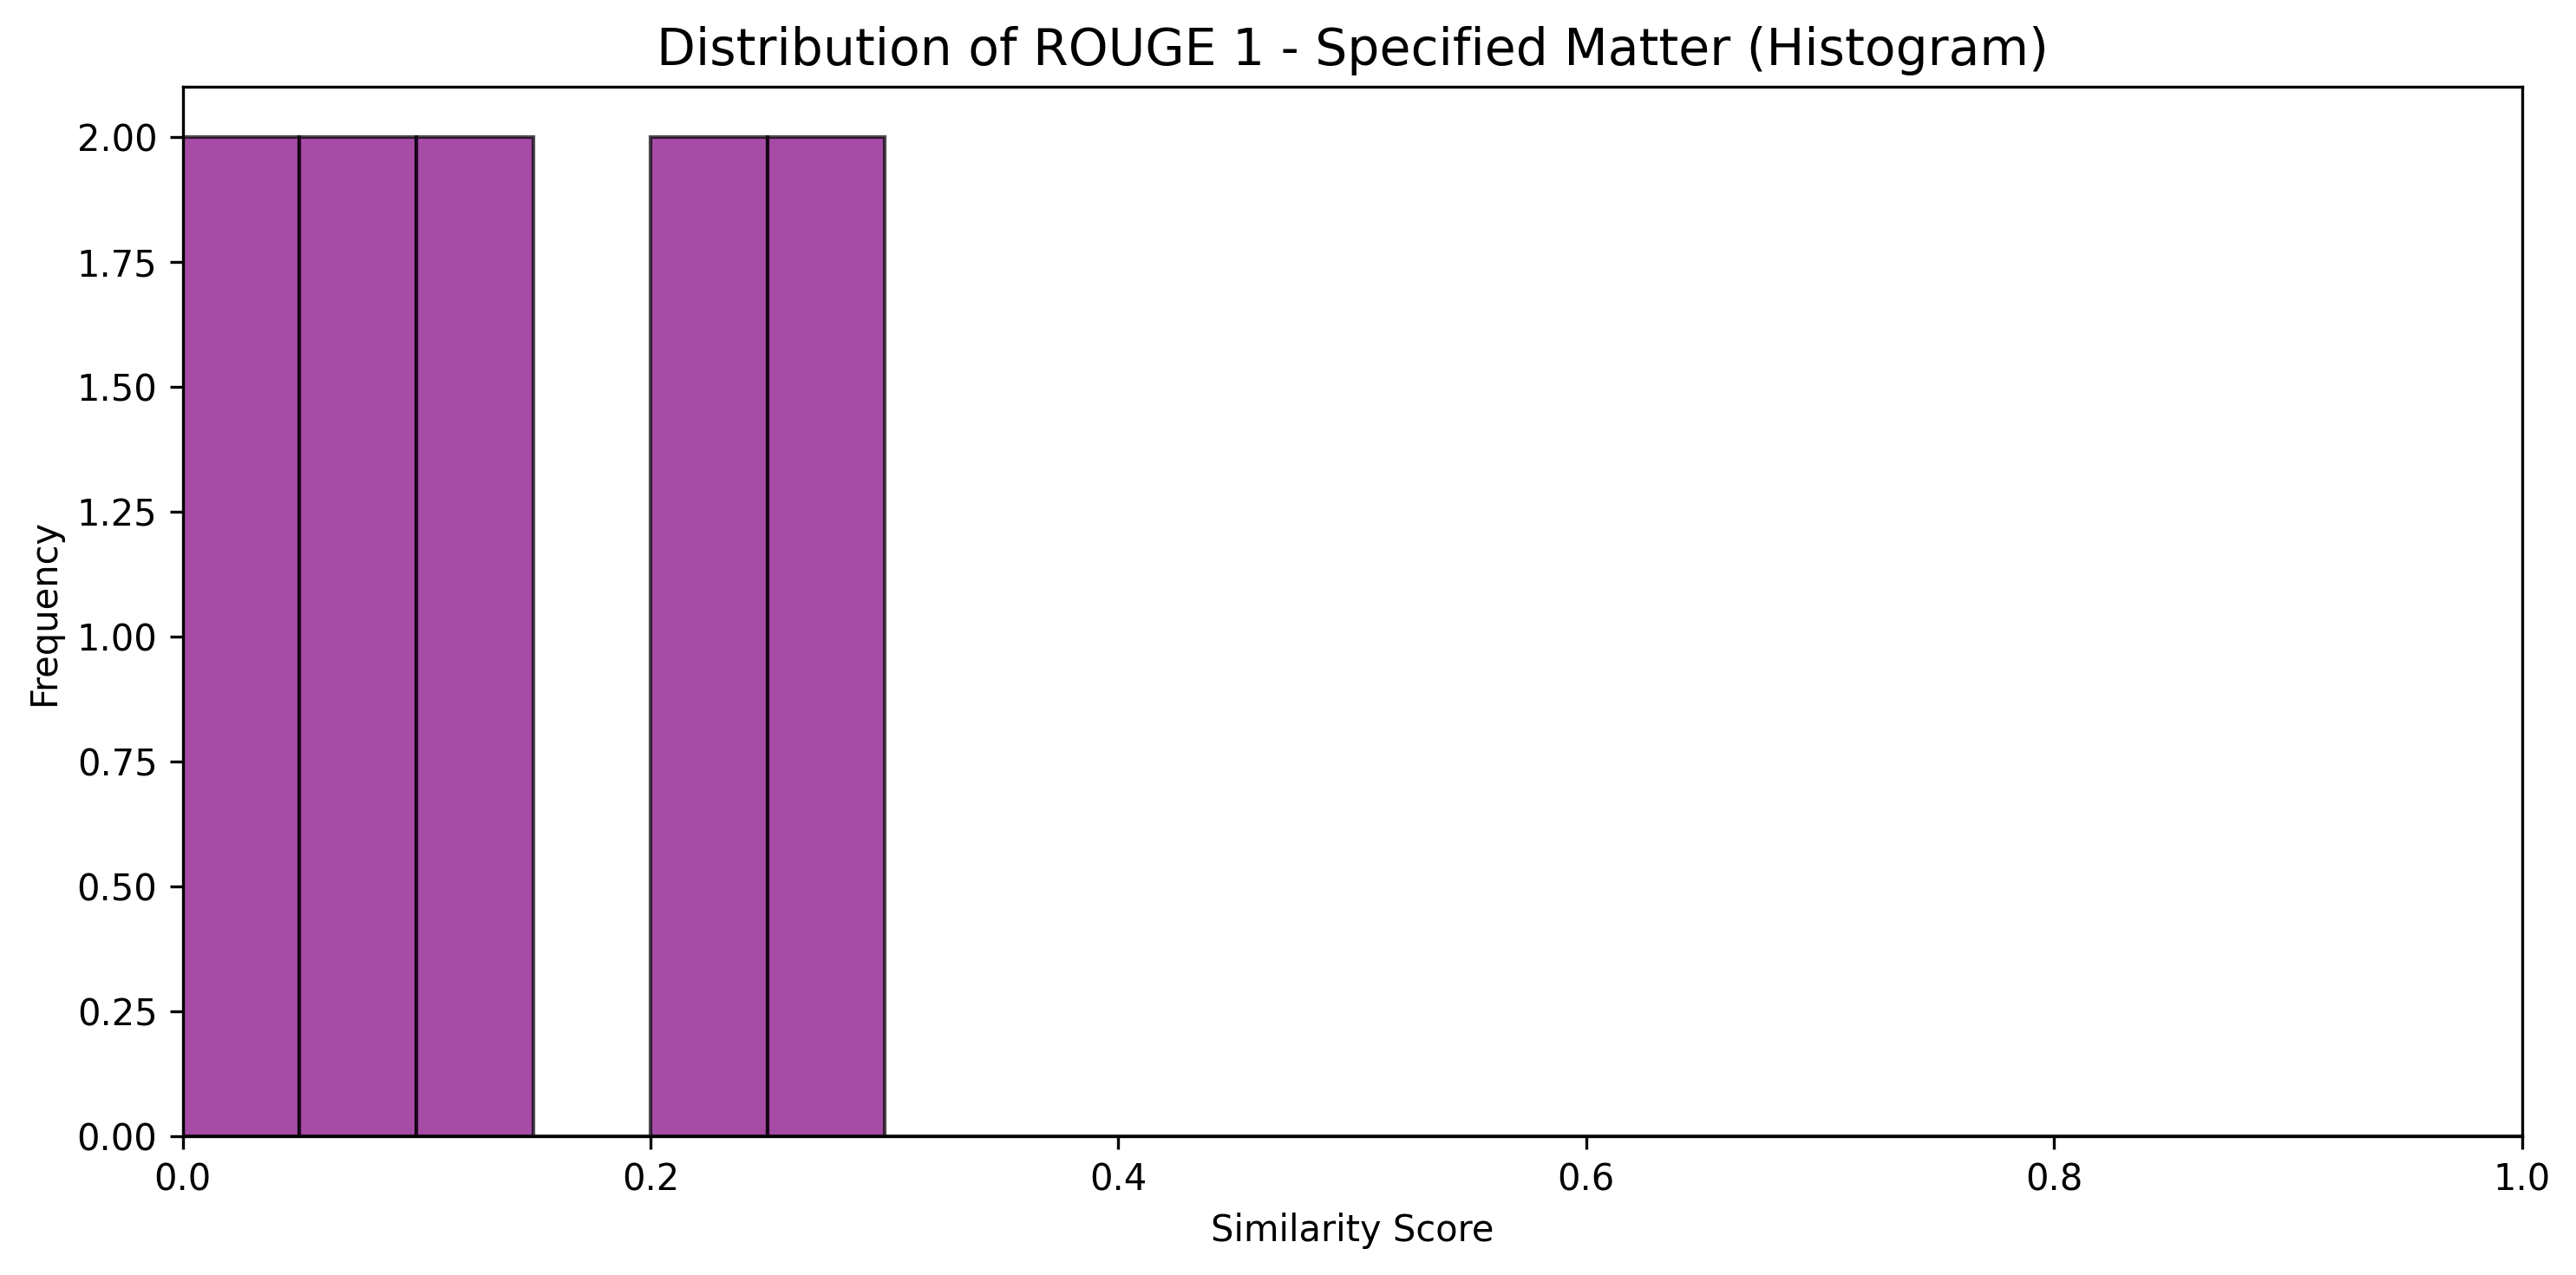 Distribution of ROUGE 1 - Specified Matter (Histogram)
Frequency
2.00
1.75
1.50
1.25
1.00
0.75
0.50
0.25
0.00
0.0 0.2 0.4 0.6 0.8 1.0
Similarity Score